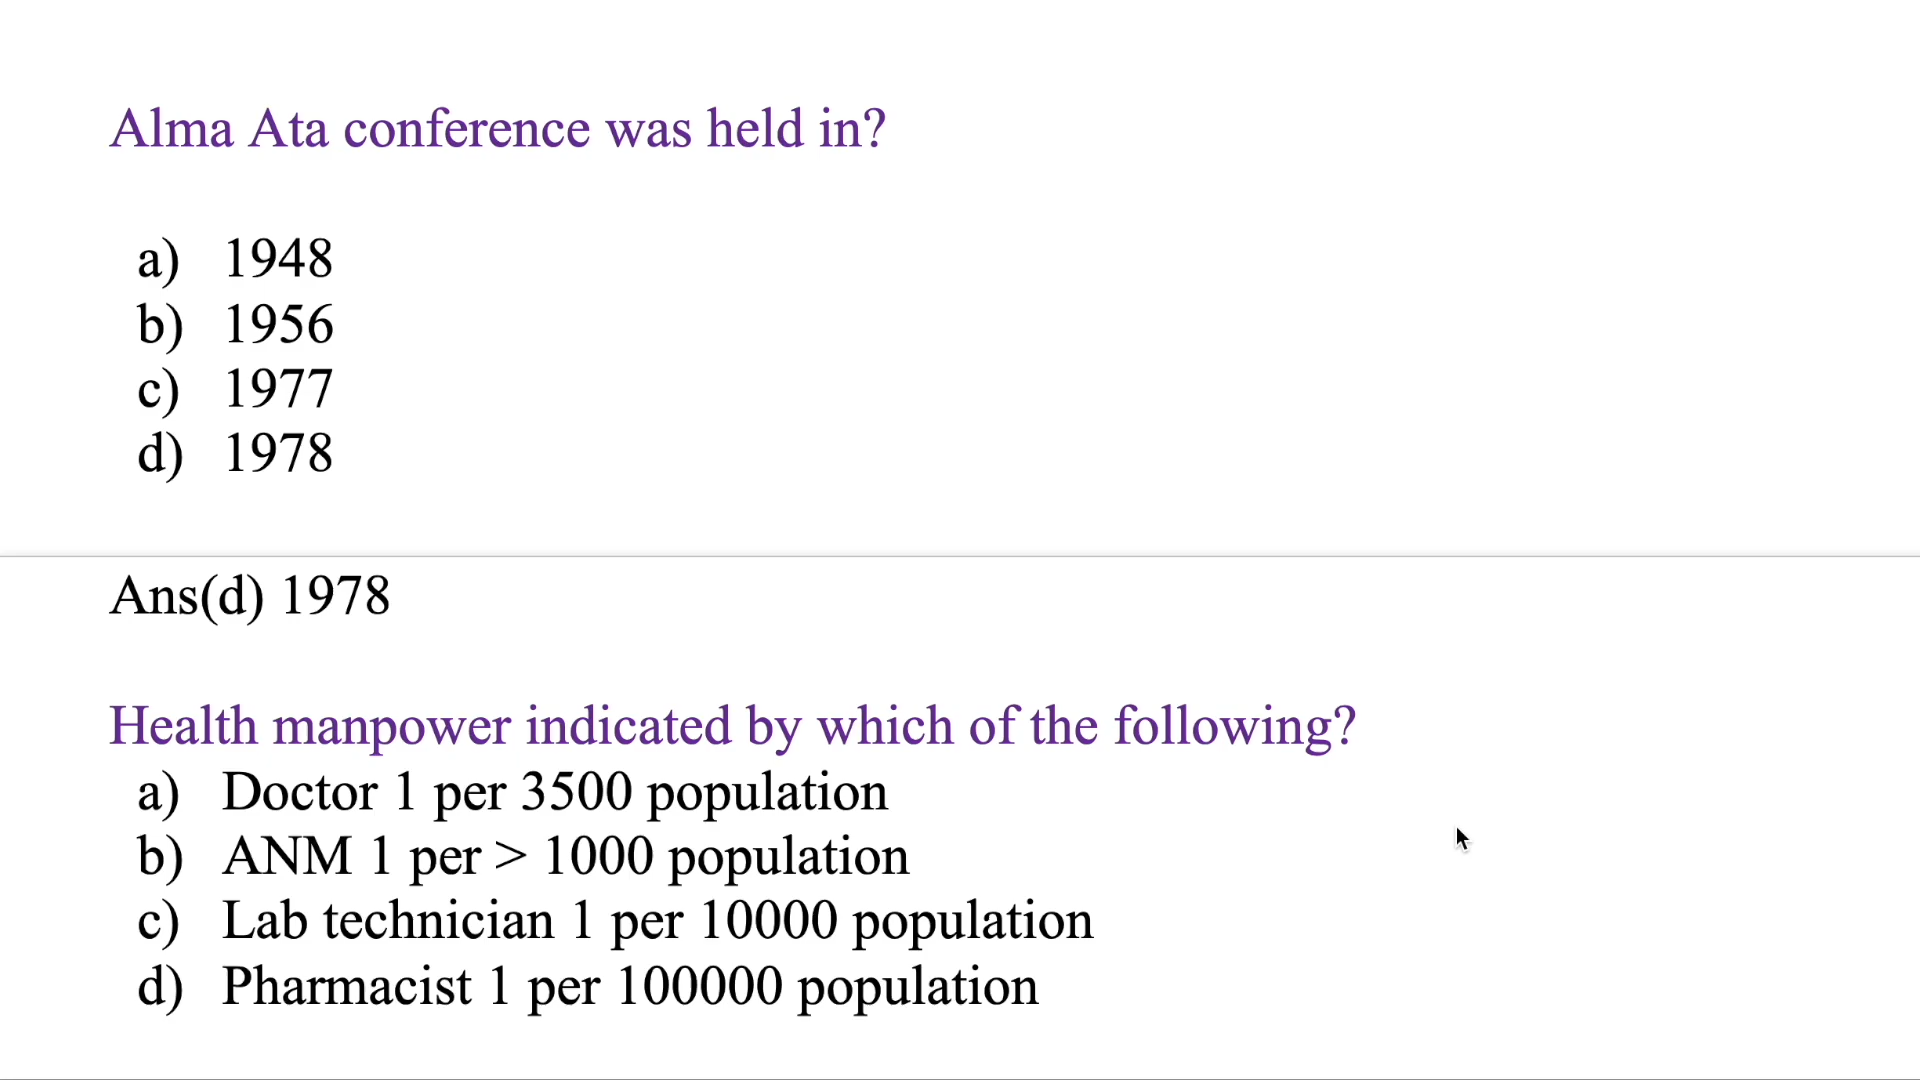 Alma Ata conference was held in?
a) 1948
b) 1956
c) 1977
d) 1978
Ans(d) 1978
Health manpower indicated by which of the following?
a) Doctor 1 per 3500 population
b) ANM 1 per > 1000 population
c) Lab technician 1 per 10000 population
d) Pharmacist 1 per 100000 population